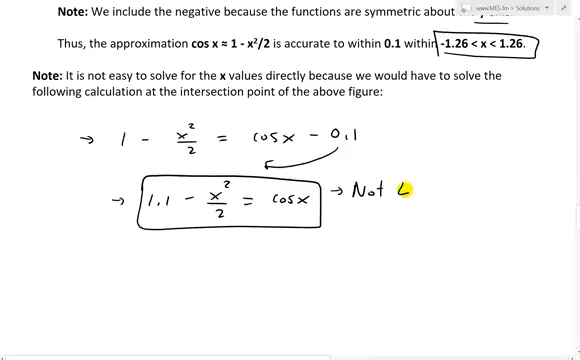 www.MES.fm > Solutions
Note: We include the negative because the functions are symmetric about the
Thus, the approximation cos x ≈ 1 - x²/2 is accurate to within 0.1 within -1.26 < x < 1.26.
Note: It is not easy to solve for the x values directly because we would have to solve the
following calculation at the intersection point of the above figure:
→ 1 - x²/2 = cosx - 0.1
→ 1.1 - x²/2 = cosx → Not